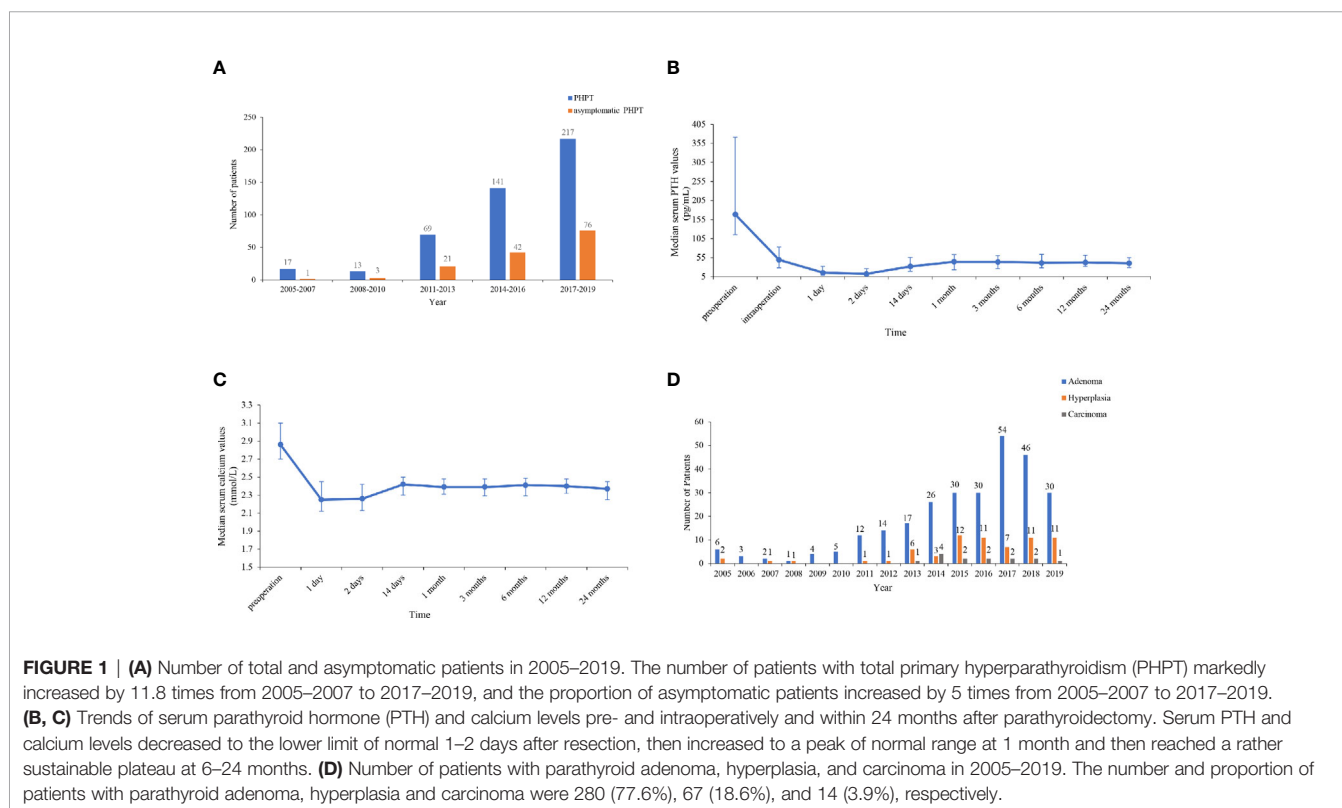 A
PHPT
asymptomatic PHPT
Number of patients
250
200
150
100
50
0
17
1
13
3
69
21
141
42
217
76
2005-2007
2008-2010
2011-2013
2014-2016
2017-2019
Year
B
Median serum PTH values
(pg/mL)
405
355
305
255
205
155
105
55
5
preoperation
intraoperation
1 day
2 days
14 days
1 month
3 months
6 months
12 months
24 months
Time
C
Median serum calcium values
(mmol/L)
3.3
3.1
2.9
2.7
2.5
2.3
2.1
1.9
1.7
1.5
preoperation
1 day
2 days
14 days
1 month
3 months
6 months
12 months
24 months
Time
D
Adenoma
Hyperplasia
Carcinoma
Number of Patients
60
50
40
30
20
10
0
6
2
3
2
1
1
1
4
5
12
1
14
1
17
6
1
26
3
4
30
12
2
30
11
2
54
7
2
46
11
2
30
11
1
2005
2006
2007
2008
2009
2010
2011
2012
2013
2014
2015
2016
2017
2018
2019
Year
FIGURE 1 | (A) Number of total and asymptomatic patients in 2005–2019. The number of patients with total primary hyperparathyroidism (PHPT) markedly
increased by 11.8 times from 2005–2007 to 2017–2019, and the proportion of asymptomatic patients increased by 5 times from 2005–2007 to 2017–2019.
(B, C) Trends of serum parathyroid hormone (PTH) and calcium levels pre- and intraoperatively and within 24 months after parathyroidectomy. Serum PTH and
calcium levels decreased to the lower limit of normal 1–2 days after resection, then increased to a peak of normal range at 1 month and then reached a rather
sustainable plateau at 6–24 months. (D) Number of patients with parathyroid adenoma, hyperplasia, and carcinoma in 2005–2019. The number and proportion of
patients with parathyroid adenoma, hyperplasia and carcinoma were 280 (77.6%), 67 (18.6%), and 14 (3.9%), respectively.